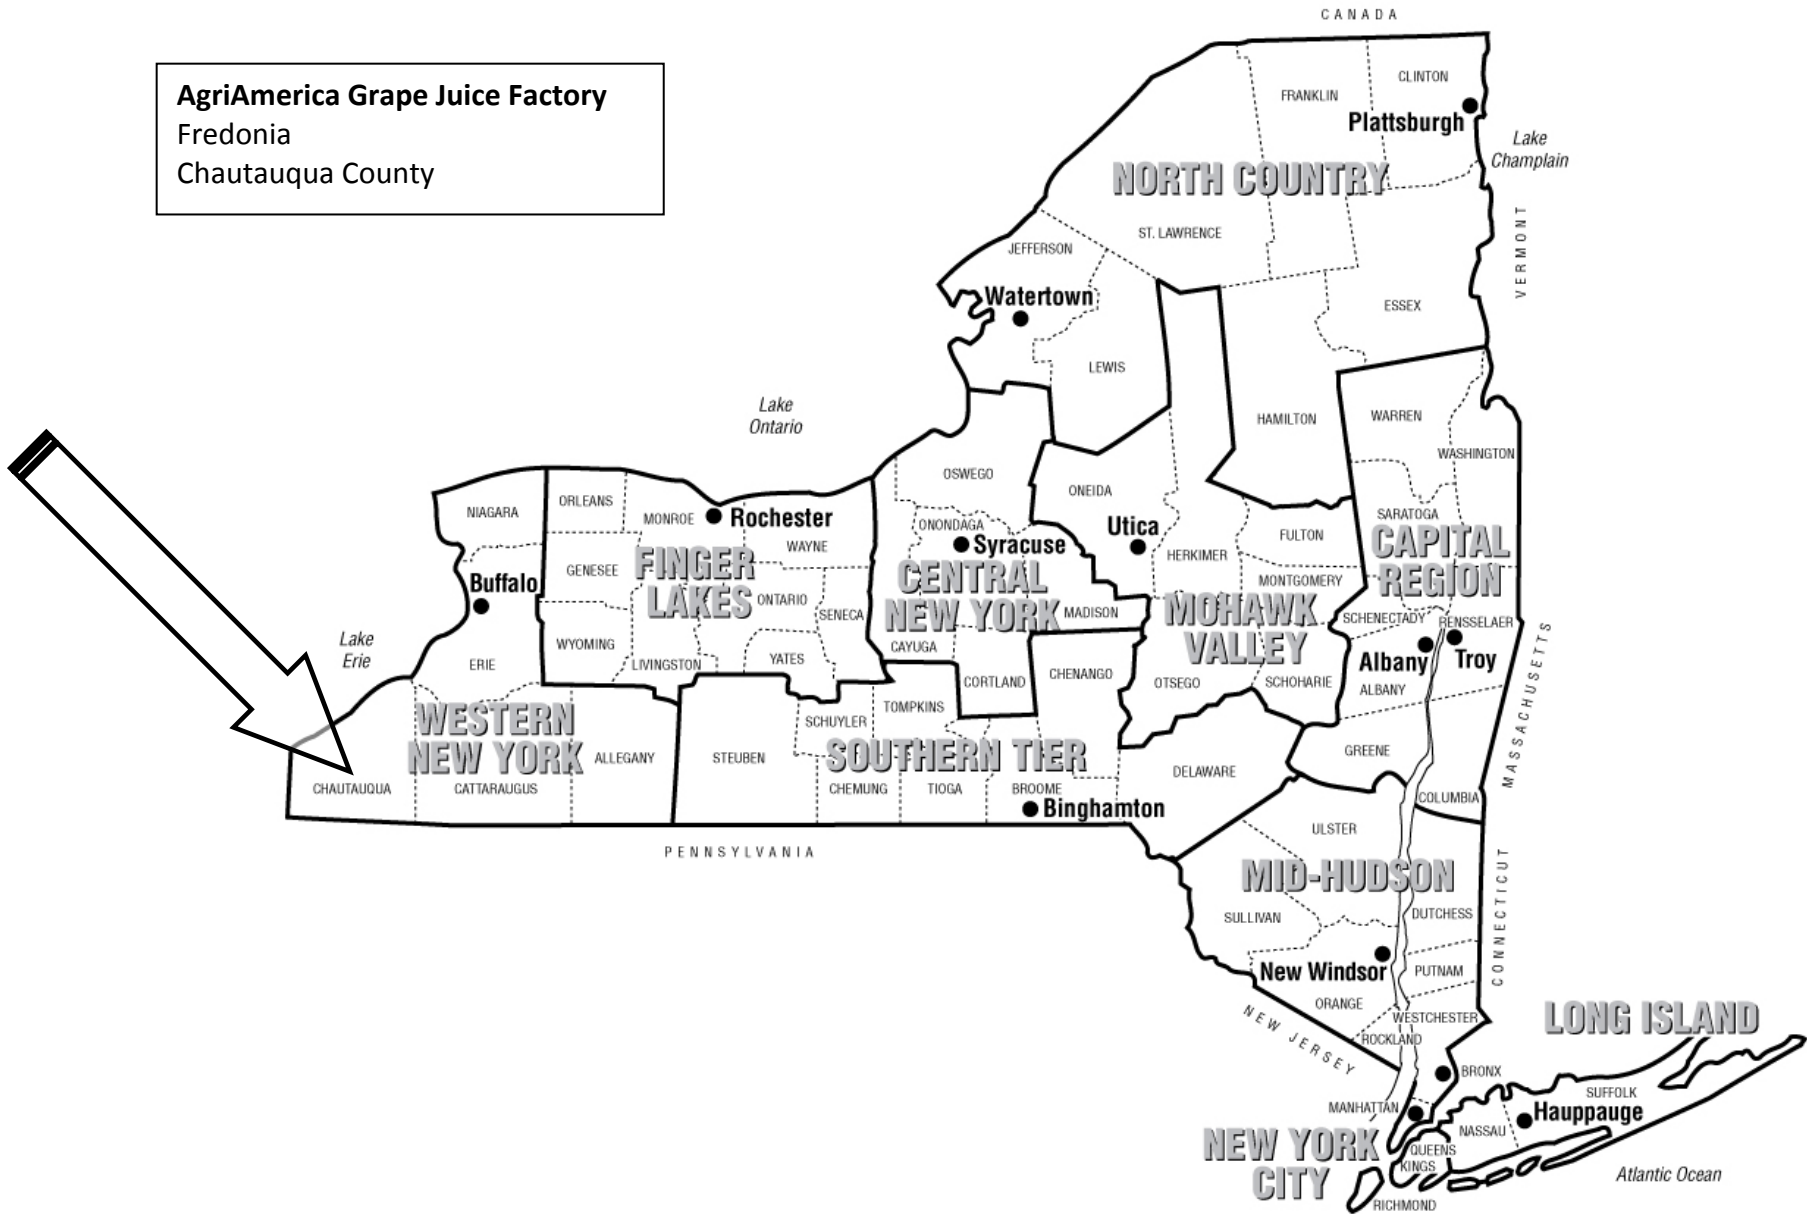 CANADA
AgriAmerica Grape Juice Factory
Fredonia
Chautauqua County
CLINTON
FRANKLIN
Plattsburgh
Lake
Champlain
NORTH COUNTRY
VERMONT
ST. LAWRENCE
JEFFERSON
Watertown
ESSEX
LEWIS
Lake
Ontario
HAMILTON
WARREN
WASHINGTON
OSWEGO
ONEIDA
NIAGARA
ORLEANS
MONROE
Rochester
ONONDAGA
Syracuse
Utica
SARATOGA
FULTON
WAYNE
HERKIMER
CAPITAL
REGION
FINGER
LAKES
GENESEE
CENTRAL
NEW YORK
MONTGOMERY
Buffalo
ONTARIO
SENECA
MADISON
MOHAWK
VALLEY
SCHENECTADY
RENSSELAER
Lake
Erie
WYOMING
LIVINGSTON
YATES
CAYUGA
Albany
Troy
MASSACHUSETTS
ERIE
CORTLAND
CHENANGO
OTSEGO
SCHOHARIE
ALBANY
WESTERN
NEW YORK
TOMPKINS
SCHUYLER
SOUTHERN TIER
ALLEGANY
STEUBEN
GREENE
DELAWARE
CHAUTAUQUA
CATTARAUGUS
CHEMUNG
TIOGA
BROOME
Binghamton
COLUMBIA
PENNSYLVANIA
ULSTER
MID-HUDSON
SULLIVAN
DUTCHESS
CONNECTICUT
New Windsor
PUTNAM
ORANGE
WESTCHESTER
NEW JERSEY
ROCKLAND
LONG ISLAND
BRONX
SUFFOLK
MANHATTAN
Hauppauge
NASSAU
NEW YORK
CITY
QUEENS
KINGS
Atlantic Ocean
RICHMOND